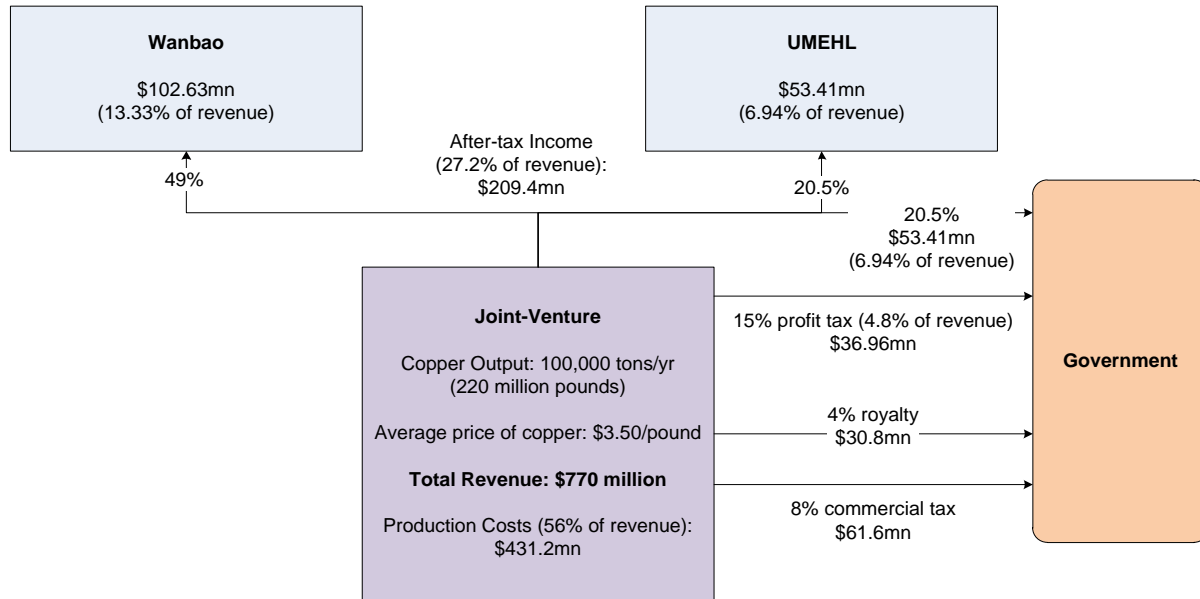 Wanbao
$102.63mn
(13.33% of revenue)
UMEHL
$53.41mn
(6.94% of revenue)
After-tax Income
(27.2% of revenue):
$209.4mn
49%
20.5%
20.5%
$53.41mn
(6.94% of revenue)
Joint-Venture
Copper Output: 100,000 tons/yr
(220 million pounds)
Average price of copper: $3.50/pound
Total Revenue: $770 million
Production Costs (56% of revenue):
$431.2mn
15% profit tax (4.8% of revenue)
$36.96mn
4% royalty
$30.8mn
8% commercial tax
$61.6mn
Government